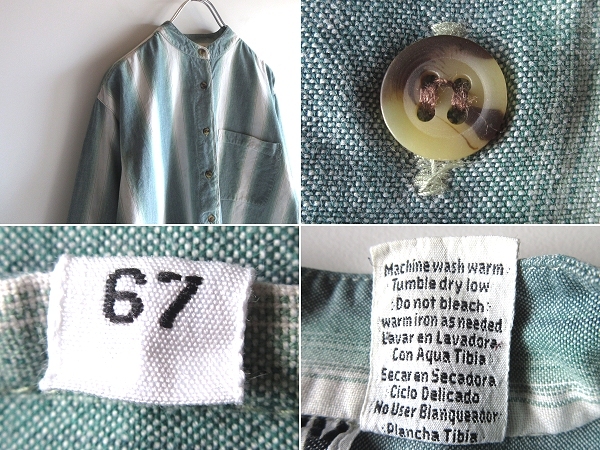 67
Machine wash warm
Tumble dry low
Do not bleach
warm iron as needed
Lavar en Lavadora
Con Aqua Tibia
Secar en Secadora
Ciclo Delicado
No User Blanqueador
Plancha Tibia